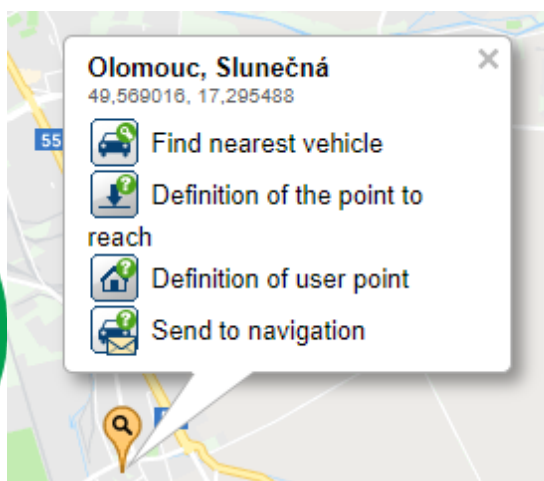 Olomouc, Slunečná
49,569016, 17,295488
55
Find nearest vehicle
Definition of the point to
reach
Definition of user point
Send to navigation